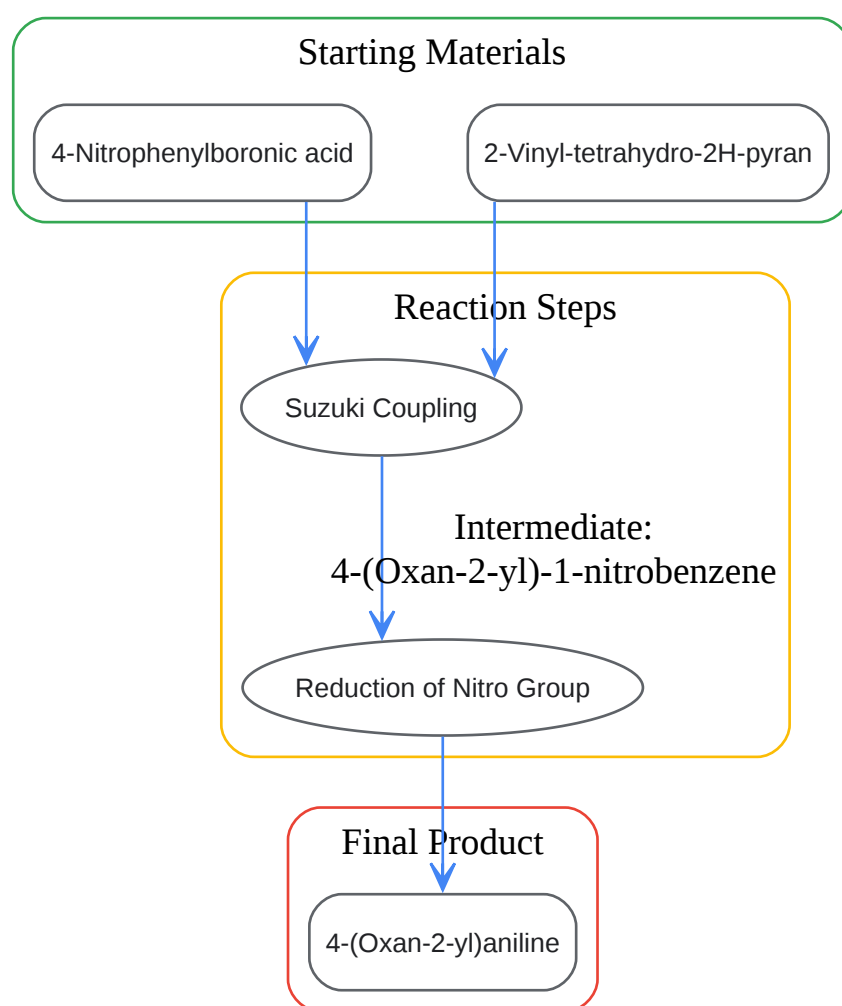 Starting Materials
4-Nitrophenylboronic acid
2-Vinyl-tetrahydro-2H-pyran
Reaction Steps
Suzuki Coupling
Intermediate:
4-(Oxan-2-yl)-1-nitrobenzene
Reduction of Nitro Group
Final Product
4-(Oxan-2-yl)aniline